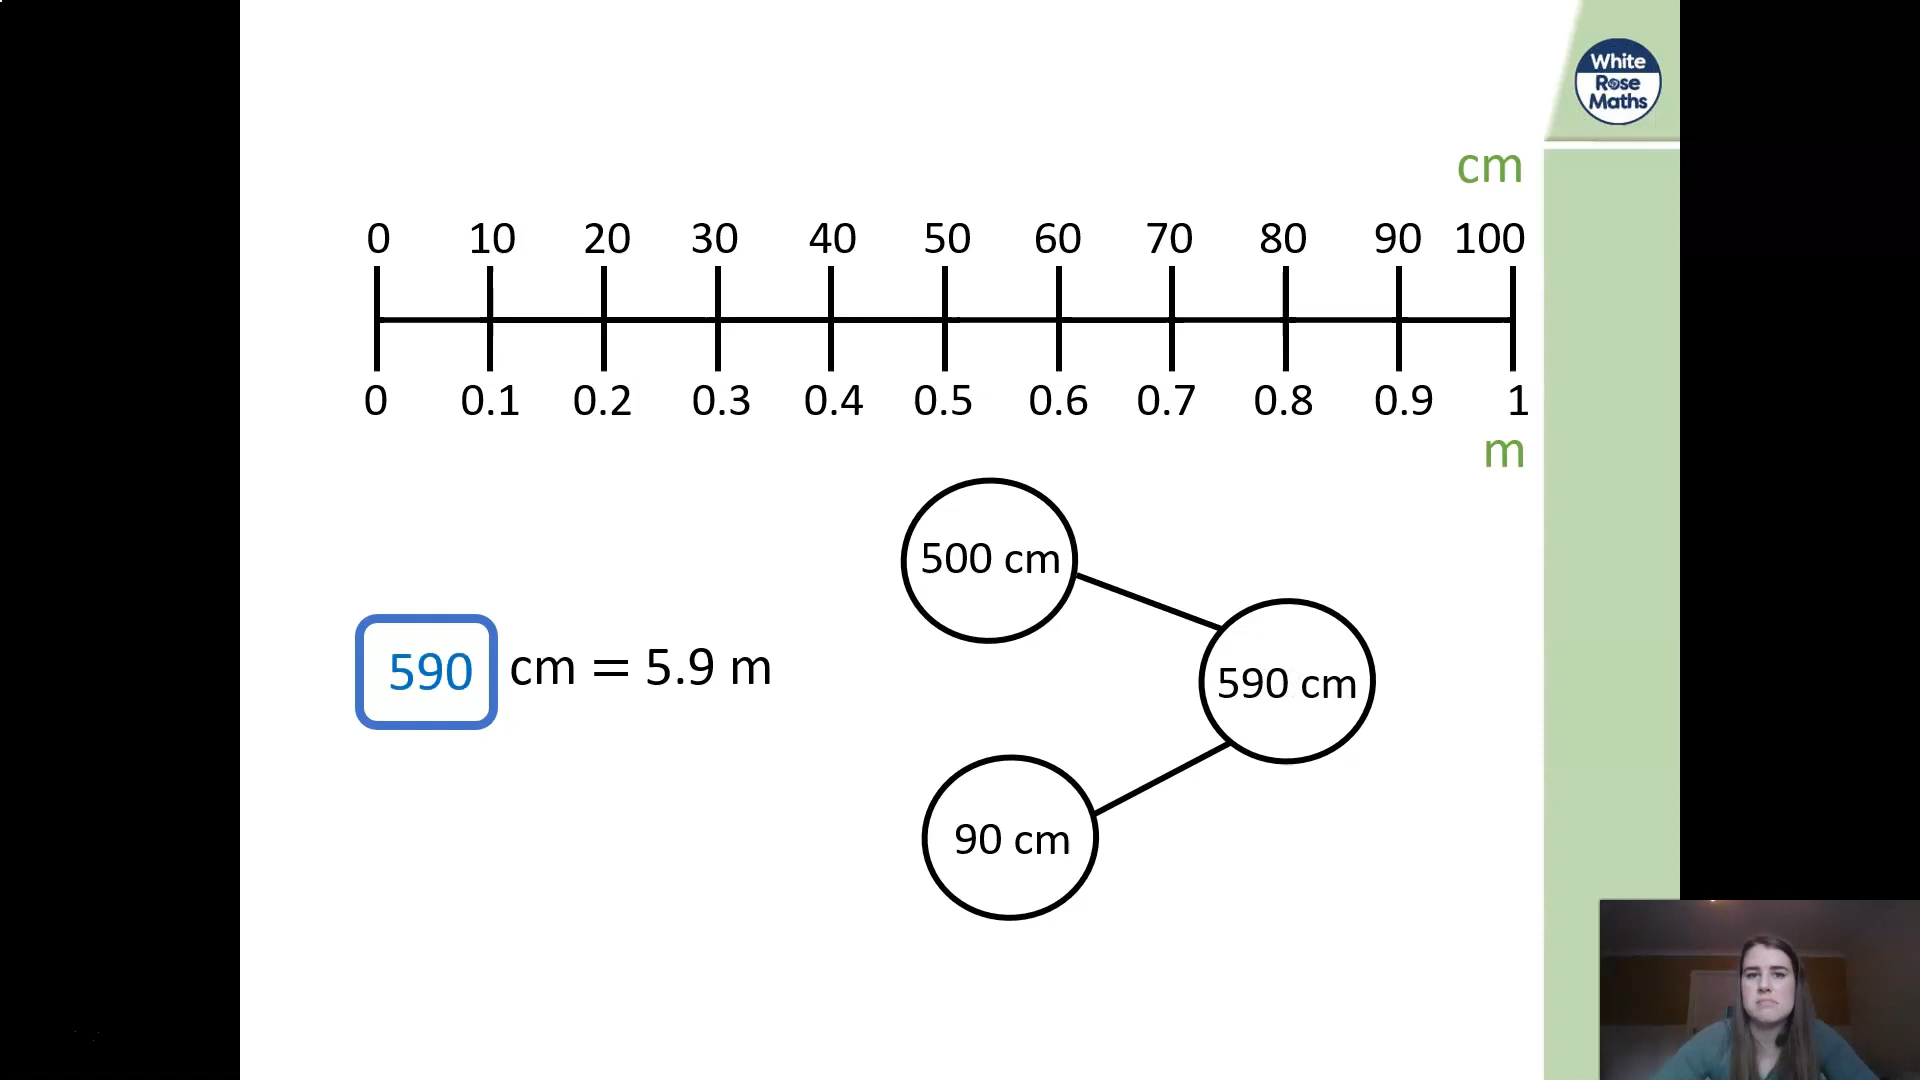 White
Rose
Maths
cm
0 10 20 30 40 50 60 70 80 90 100
0 0.1 0.2 0.3 0.4 0.5 0.6 0.7 0.8 0.9 1
m
500 cm
590 cm = 5.9 m
590 cm
90 cm